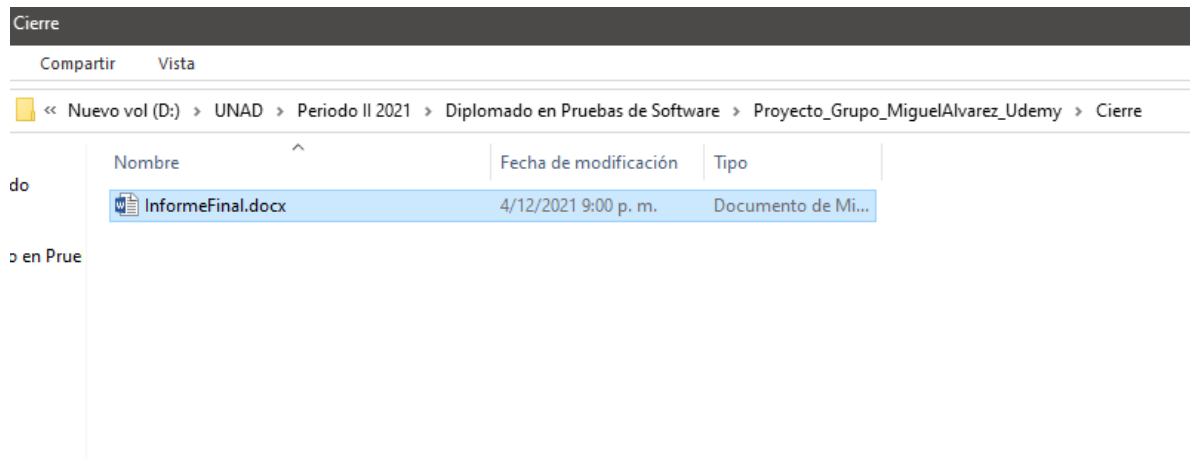 Cierre
Compartir Vista
« Nuevo vol (D:) > UNAD > Periodo II 2021 > Diplomado en Pruebas de Software > Proyecto_Grupo_MiguelAlvarez_Udemy > Cierre
Nombre Fecha de modificación Tipo
do
InformeFinal.docx 4/12/2021 9:00 p. m. Documento de Mi...
o en Prue